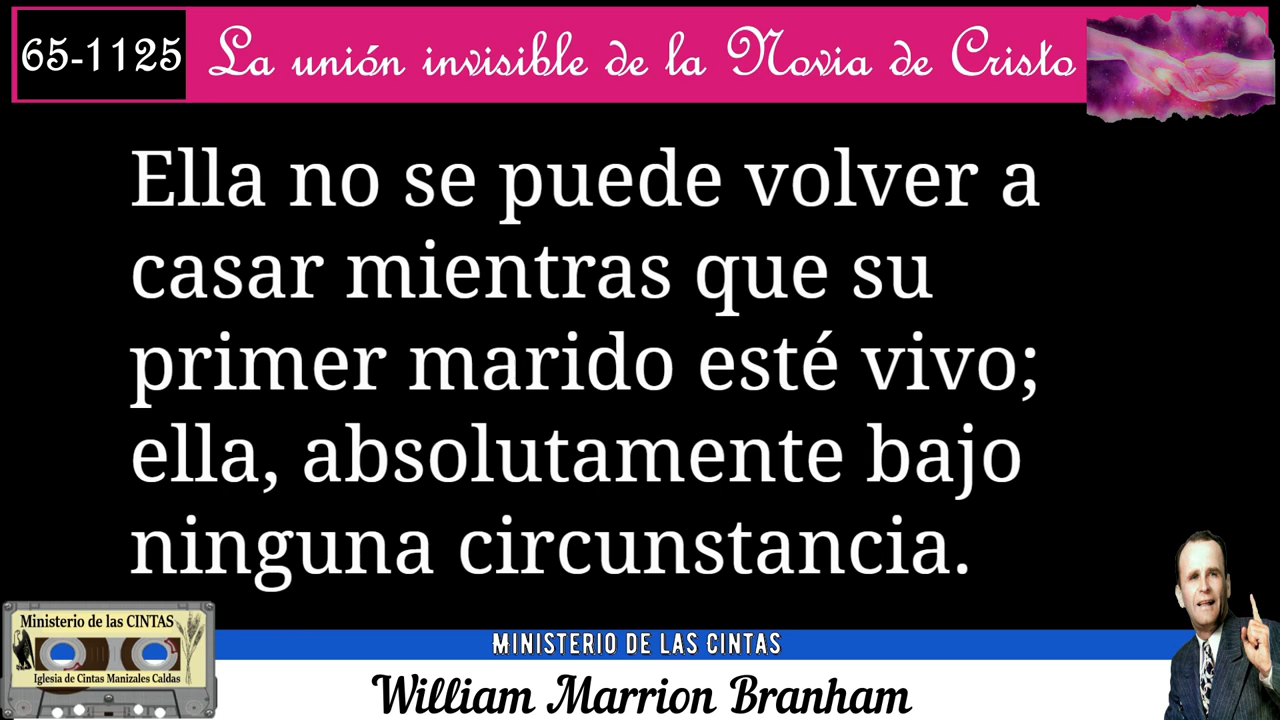 65-1125 La unión invisible de la Novia de Cristo
Ella no se puede volver a
casar mientras que su
primer marido esté vivo;
ella, absolutamente bajo
ninguna circunstancia.
Ministerio de las CINTAS
Iglesia de Cintas Manizales Caldas
MINISTERIO DE LAS CINTAS
William Marrion Branham